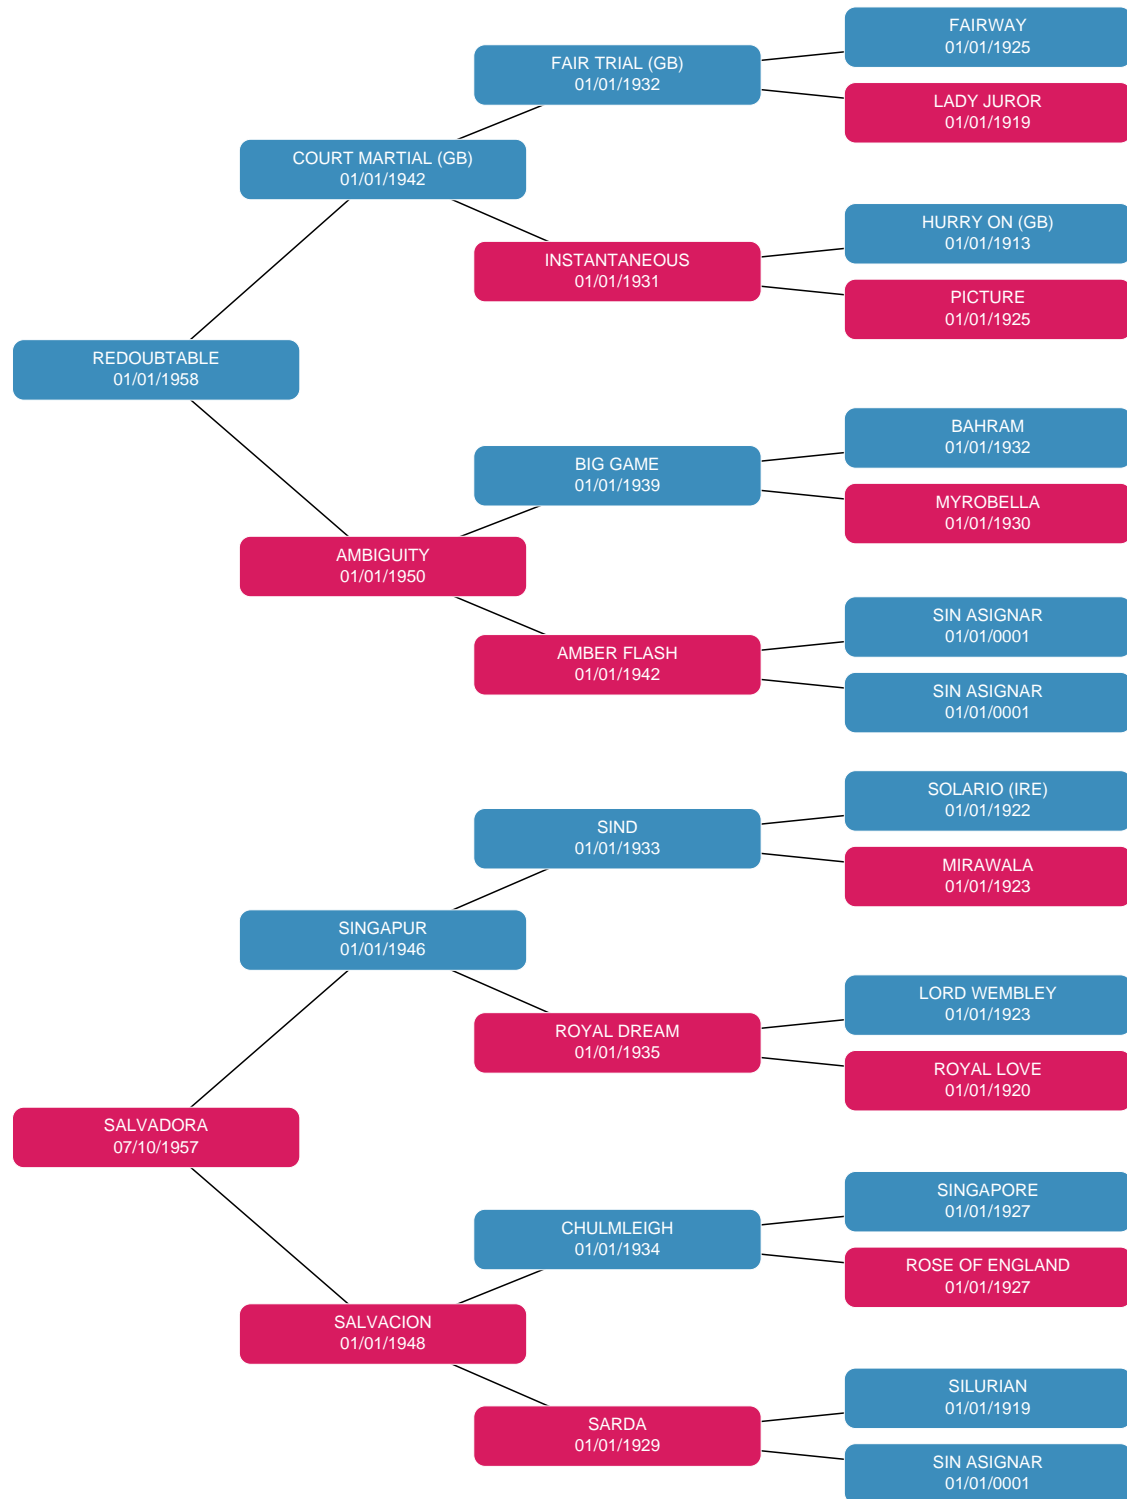 FAIRWAY
01/01/1925
FAIR TRIAL (GB)
01/01/1932
LADY JUROR
01/01/1919
COURT MARTIAL (GB)
01/01/1942
HURRY ON (GB)
01/01/1913
INSTANTANEOUS
01/01/1931
PICTURE
01/01/1925
REDOUBTABLE
01/01/1958
BAHRAM
01/01/1932
BIG GAME
01/01/1939
MYROBELLA
01/01/1930
AMBIGUITY
01/01/1950
SIN ASIGNAR
01/01/0001
AMBER FLASH
01/01/1942
SIN ASIGNAR
01/01/0001
SOLARIO (IRE)
01/01/1922
SIND
01/01/1933
MIRAWALA
01/01/1923
SINGAPUR
01/01/1946
LORD WEMBLEY
01/01/1923
ROYAL DREAM
01/01/1935
ROYAL LOVE
01/01/1920
SALVADORA
07/10/1957
SINGAPORE
01/01/1927
CHULMLEIGH
01/01/1934
ROSE OF ENGLAND
01/01/1927
SALVACION
01/01/1948
SILURIAN
01/01/1919
SARDA
01/01/1929
SIN ASIGNAR
01/01/0001